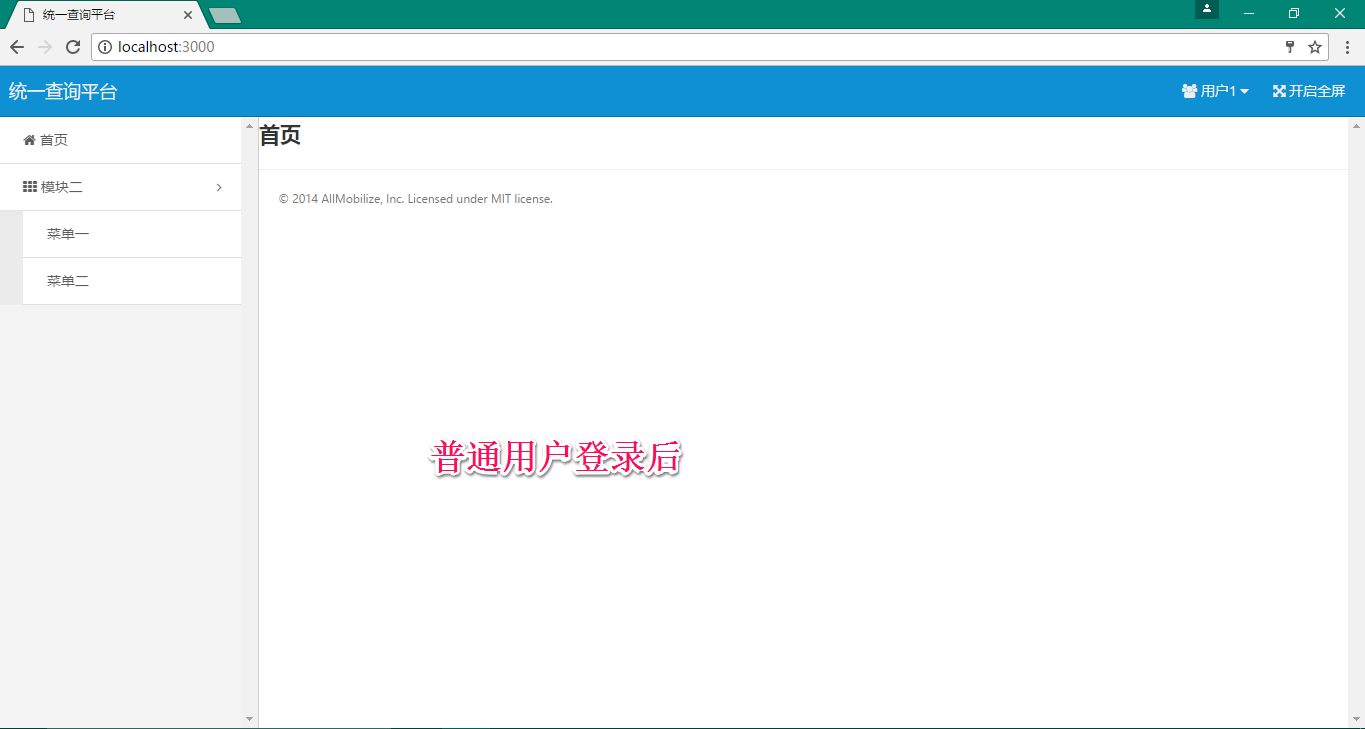 统一查询平台
localhost:3000
统一查询平台
用户1
开启全屏
首页
模块二
菜单一
菜单二
首页
© 2014 AllMobilize, Inc. Licensed under MIT license.
普通用户登录后